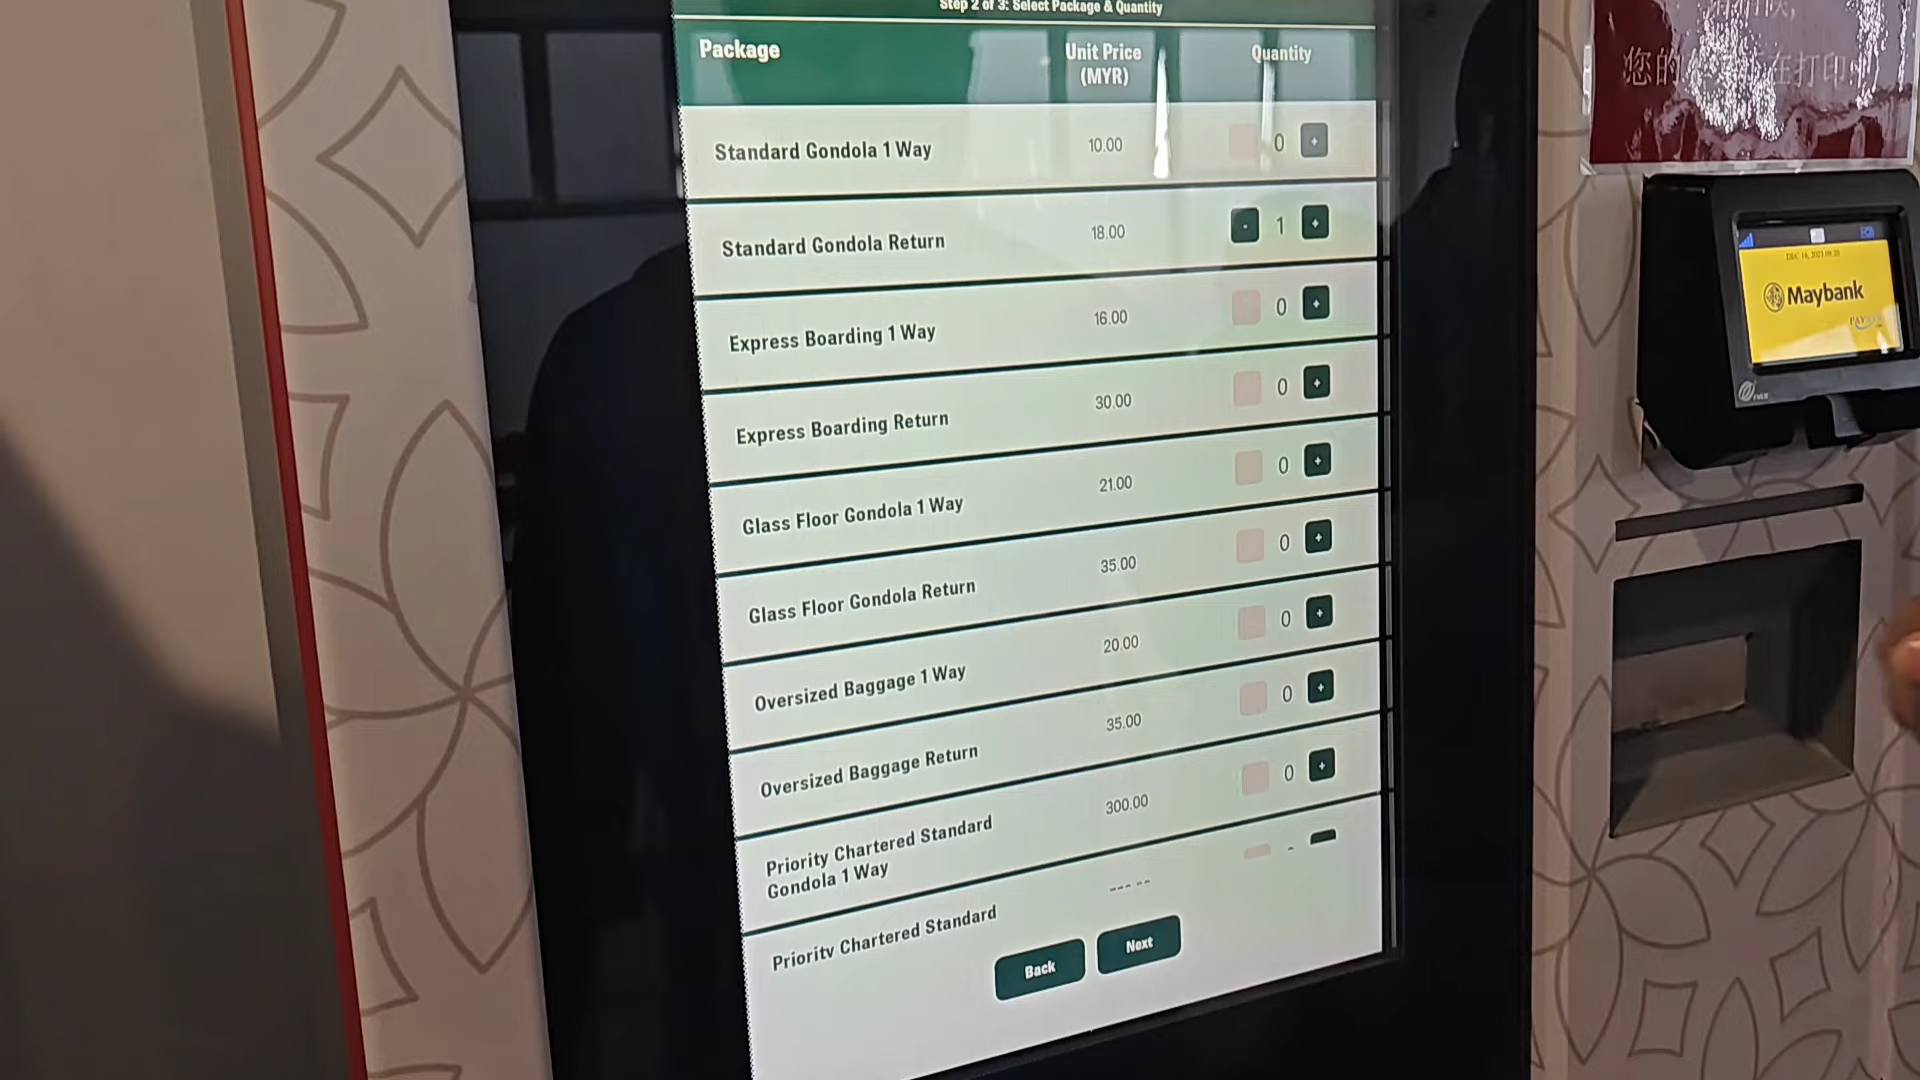 Step 2 of 3: Select Package & Quantity
Package
Unit Price
(MYR)
Quantity
Standard Gondola 1 Way
10.00
0
+
Standard Gondola Return
18.00
-
1
+
Express Boarding 1 Way
16.00
0
+
Express Boarding Return
30.00
0
+
Glass Floor Gondola 1 Way
21.00
0
+
Glass Floor Gondola Return
35.00
0
+
Oversized Baggage 1 Way
20.00
0
+
Oversized Baggage Return
35.00
0
+
Priority Chartered Standard
Gondola 1 Way
300.00
0
+
Priority Chartered Standard
Back
Next
您的
在打印
Maybank